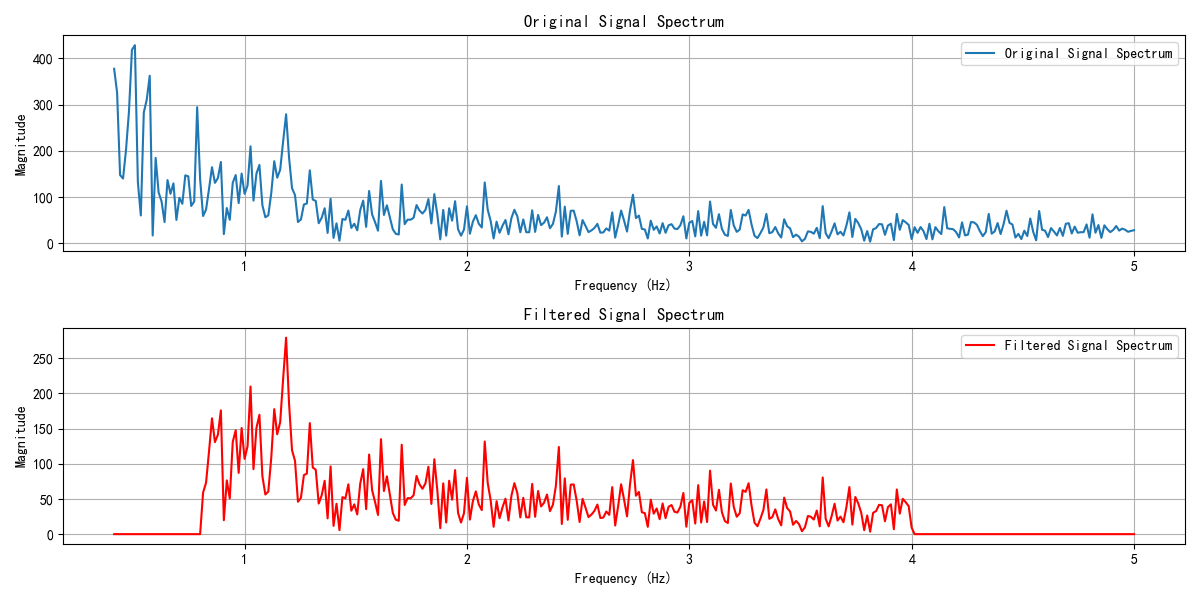 Original Signal Spectrum
400
300
200
100
0
Magnitude
Original Signal Spectrum
1 2 3 4 5
Frequency (Hz)
Filtered Signal Spectrum
250
200
150
100
50
0
Magnitude
Filtered Signal Spectrum
1 2 3 4 5
Frequency (Hz)